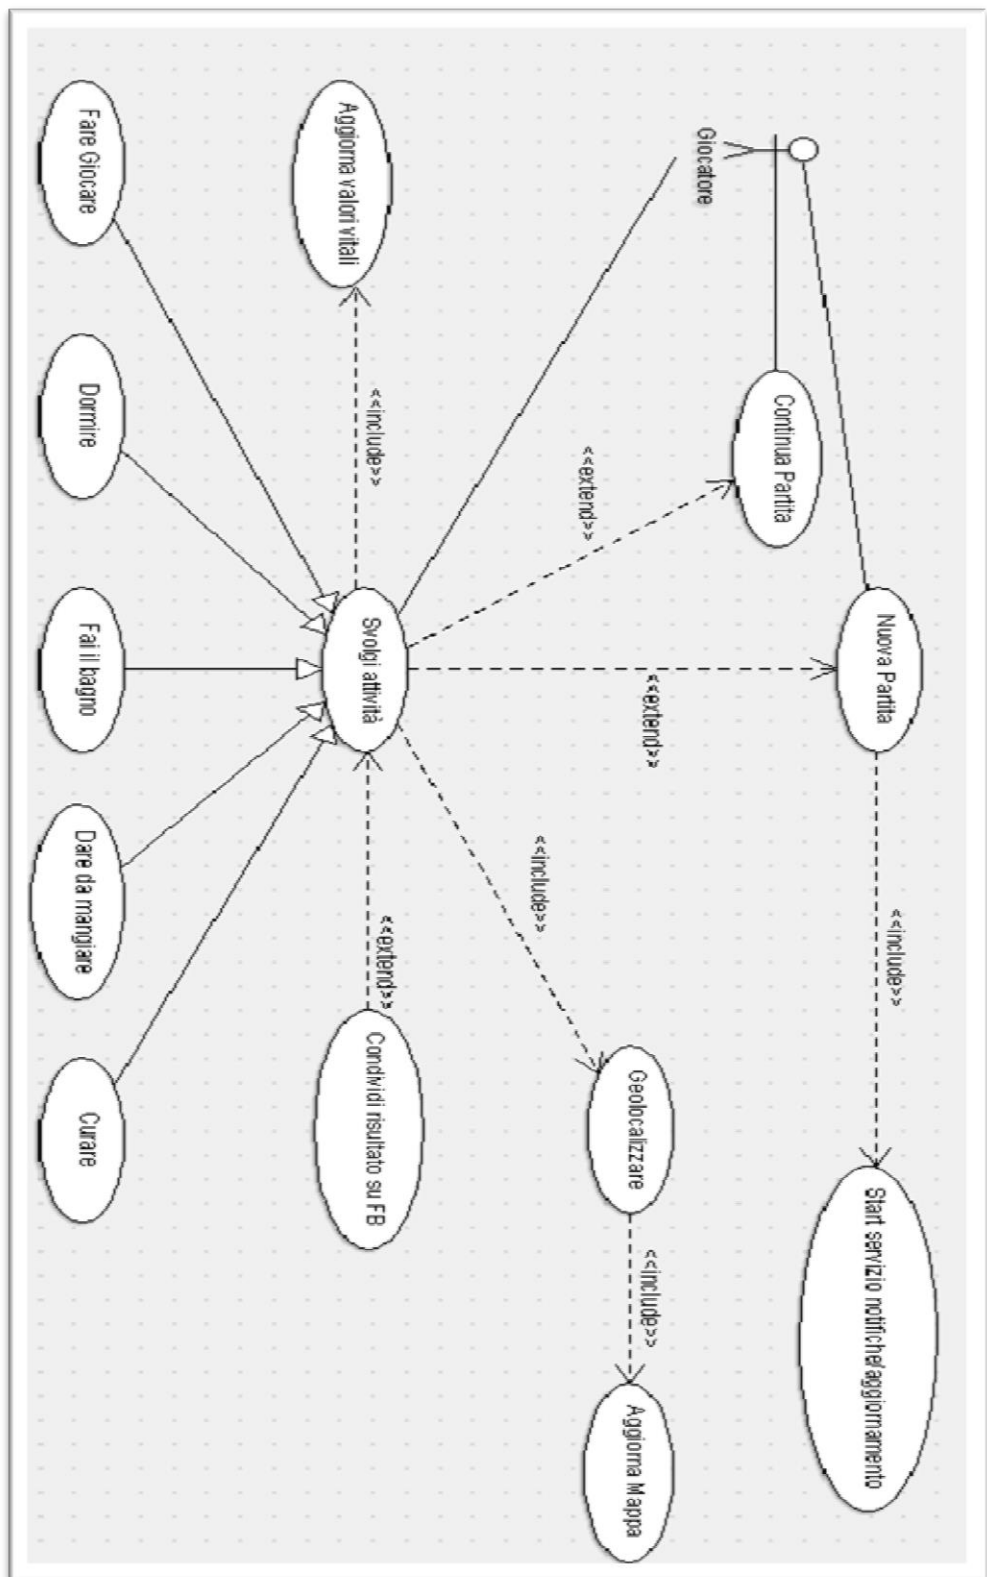 Nuova Partita
<<include>>
Start servizio notifiche/aggiornamento
Giocatore
Continua Partita
<<extend>>
<<extend>>
<<include>>
Geolocalizzare
<<include>>
Aggiorna Mappa
Aggiorna valori vitali
<<include>>
Svolgi attività
<<extend>>
Condividi risultato su FB
Fare Giocare
Dormire
Fai il bagno
Dare da mangiare
Curare